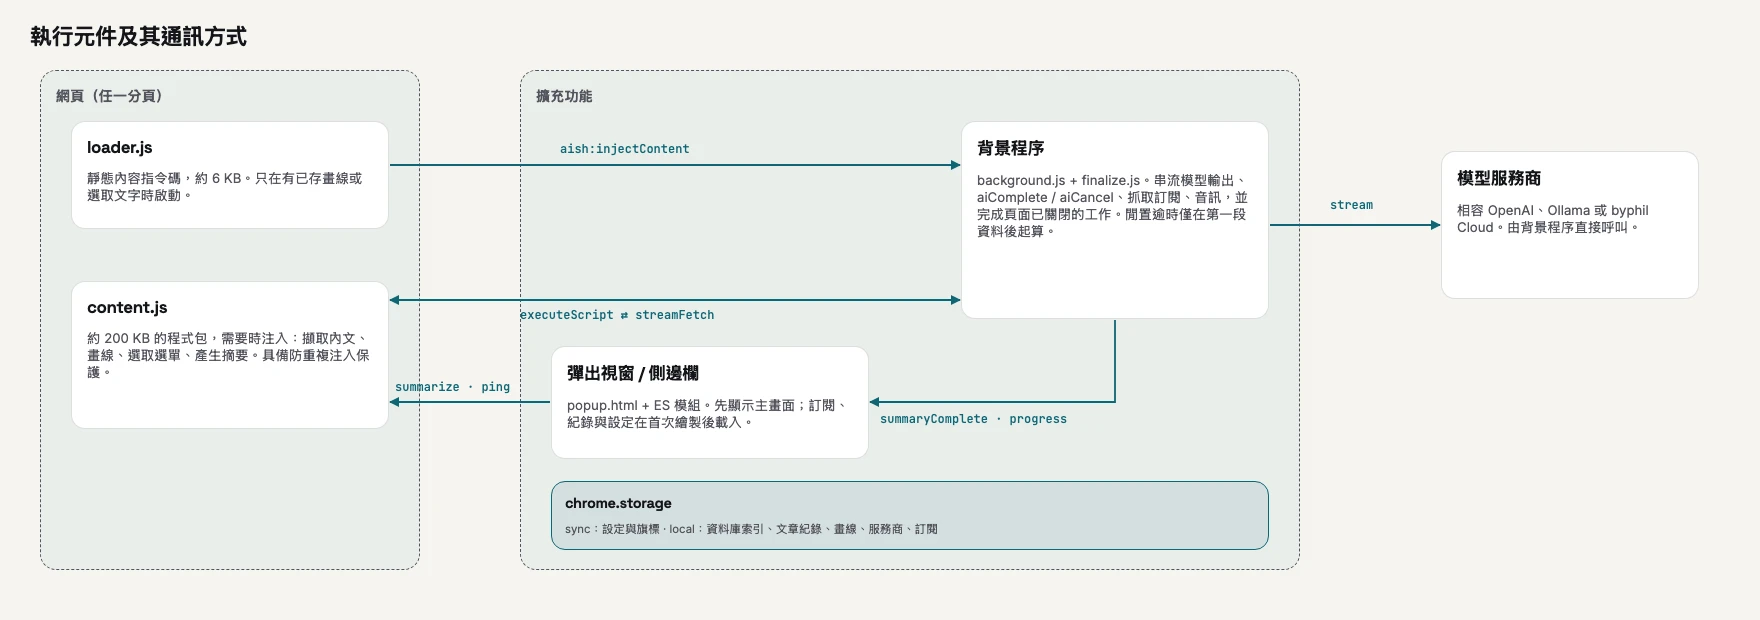 執行元件及其通訊方式
網頁（任一分頁）
loader.js
靜態內容指令碼，約 6 KB。只在有已存畫線或
選取文字時啟動。
content.js
約 200 KB 的程式包，需要時注入：擷取內文、
畫線、選取選單、產生摘要。具備防重複注入保
護。
擴充功能
aish:injectContent
executeScript ⇄ streamFetch
summarize · ping
背景程序
background.js + finalize.js。串流模型輸出、
aiComplete / aiCancel、抓取訂閱、音訊，並
完成頁面已關閉的工作。閒置逾時僅在第一段
資料後起算。
彈出視窗 / 側邊欄
popup.html + ES 模組。先顯示主畫面；訂閱、
紀錄與設定在首次繪製後載入。
summaryComplete · progress
chrome.storage
sync：設定與旗標 · local：資料庫索引、文章紀錄、畫線、服務商、訂閱
stream
模型服務商
相容 OpenAI、Ollama 或 byphil
Cloud。由背景程序直接呼叫。